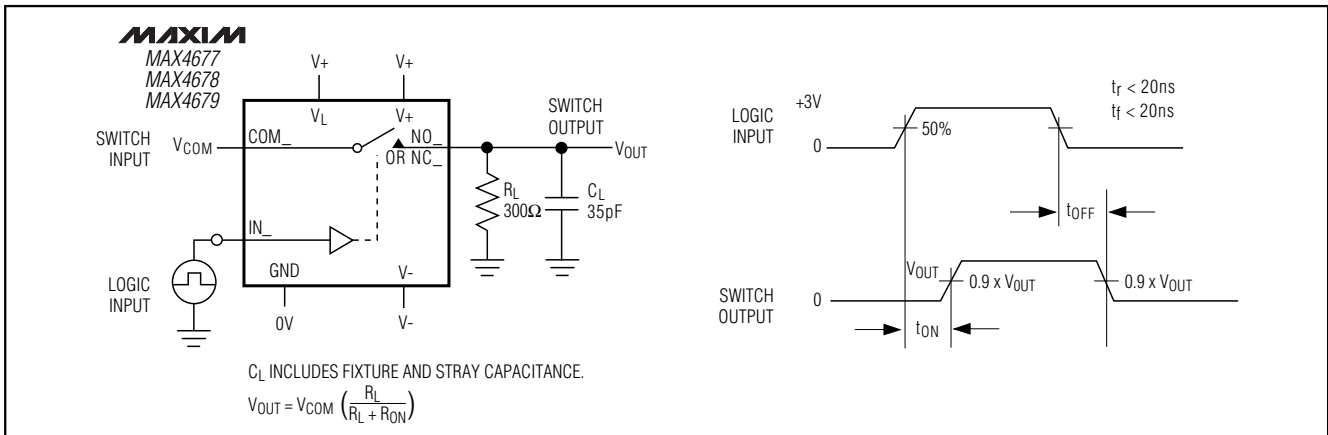 MAXIM
MAX4677
MAX4678
MAX4679
V+
V+
VL
V+
SWITCH
INPUT
VCOM
COM_
NO_
OR NC_
SWITCH
OUTPUT
VOUT
RL
300Ω
CL
35pF
IN_
LOGIC
INPUT
GND
V-
0V
V-
CL INCLUDES FIXTURE AND STRAY CAPACITANCE.
VOUT = VCOM (RL / RL + RON)
LOGIC
INPUT
+3V
0
50%
tr < 20ns
tf < 20ns
tOFF
VOUT
0.9 x VOUT
0.9 x VOUT
SWITCH
OUTPUT
0
tON